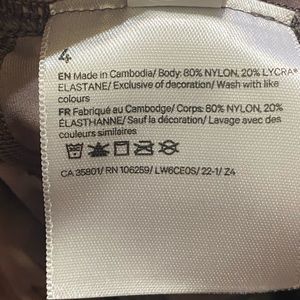 4
EN Made in Cambodia/ Body: 80% NYLON, 20% LYCRA
ELASTANE/ Exclusive of decoration/ Wash with like
colours
FR Fabriqué au Cambodge/ Corps: 80% NYLON, 20%
ÉLASTHANNE/ Sauf la décoration/ Lavage avec des
couleurs similaires
CA 35801/ RN 106259/ LW6CE0S/ 22-1/ Z4